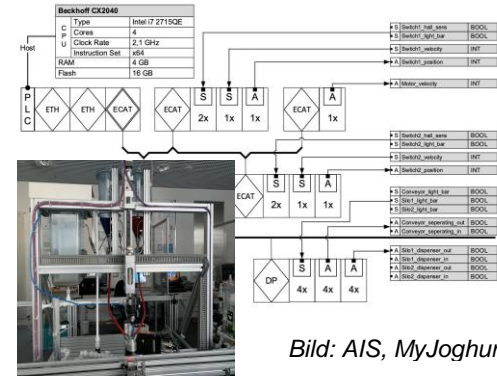 Beckhoff CX2040
C P U
Type Intel i7 2715QE
Cores 4
Clock Rate 2,1 GHz
Instruction Set x64
RAM 4 GB
Flash 16 GB
Host
P L C
ETH
ETH
ECAT
ECAT
S 2x
S 1x
A 1x
ECAT
A 1x
S Switch1_hall_sens BOOL
S Switch1_light_bar BOOL
S Switch1_velocity INT
A Switch1_position INT
A Motor_velocity INT
S Switch2_hall_sens BOOL
S Switch2_light_bar BOOL
S Switch2_velocity INT
A Switch2_position INT
ECAT
S 2x
S 1x
A 1x
S Conveyor_light_bar BOOL
S Silo1_light_bar BOOL
S Silo2_light_bar BOOL
A Conveyor_seperating_out BOOL
A Conveyor_seperating_in BOOL
DP
S 4x
A 4x
A 4x
A Silo1_dispenser_out BOOL
A Silo1_dispenser_in BOOL
A Silo2_dispenser_out BOOL
A Silo2_dispenser_in BOOL
Bild: AIS, MyJoghur